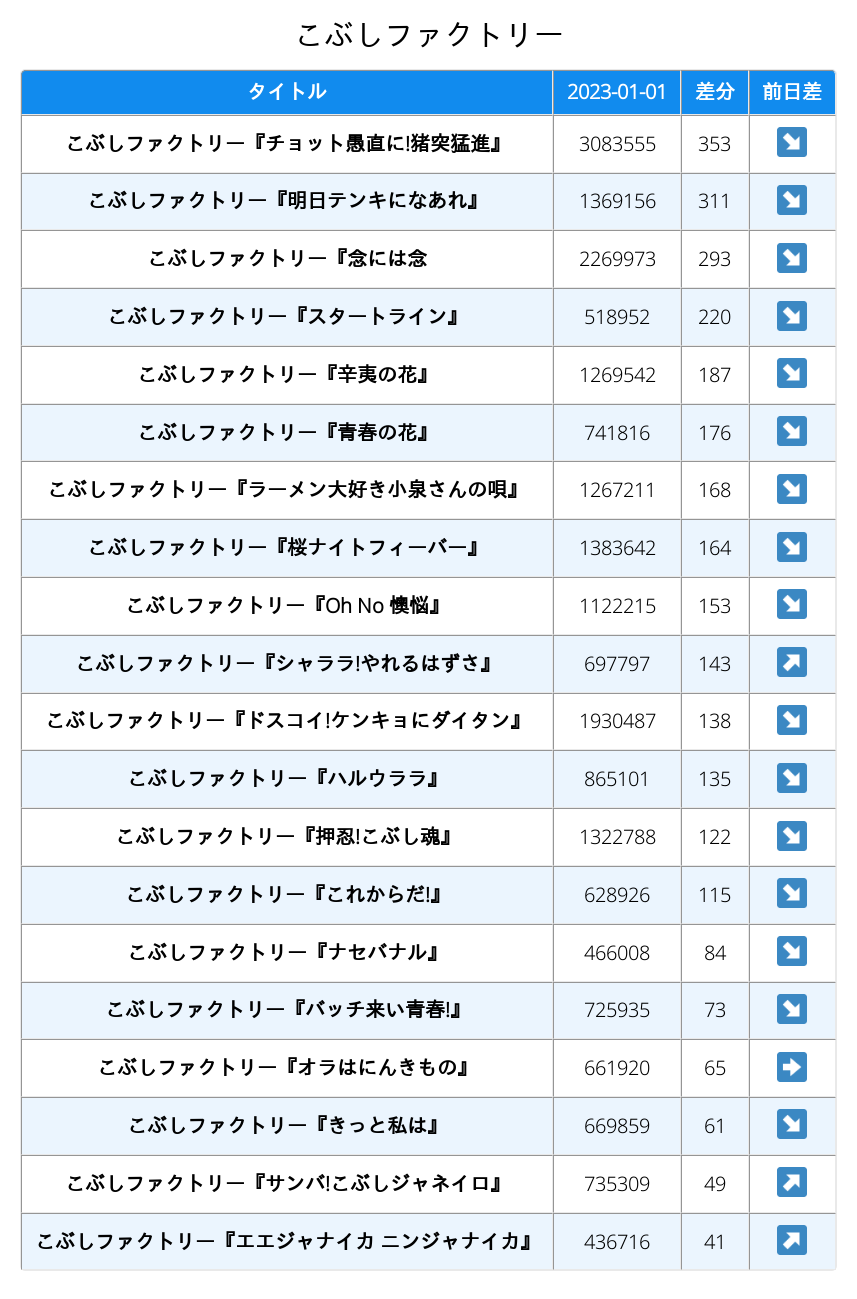 こぶしファクトリー
タイトル 2023-01-01 差分 前日差
こぶしファクトリー『チョット愚直に!猪突猛進』 3083555 353 ↘
こぶしファクトリー『明日テンキになあれ』 1369156 311 ↘
こぶしファクトリー『念には念 2269973 293 ↘
こぶしファクトリー『スタートライン』 518952 220 ↘
こぶしファクトリー『辛夷の花』 1269542 187 ↘
こぶしファクトリー『青春の花』 741816 176 ↘
こぶしファクトリー『ラーメン大好き小泉さんの唄』 1267211 168 ↘
こぶしファクトリー『桜ナイトフィーバー』 1383642 164 ↘
こぶしファクトリー『Oh No 懊悩』 1122215 153 ↘
こぶしファクトリー『シャララ!やれるはずさ』 697797 143 ↗
こぶしファクトリー『ドスコイ!ケンキョにダイタン』 1930487 138 ↘
こぶしファクトリー『ハルウララ』 865101 135 ↘
こぶしファクトリー『押忍!こぶし魂』 1322788 122 ↘
こぶしファクトリー『これからだ!』 628926 115 ↘
こぶしファクトリー『ナセバナル』 466008 84 ↘
こぶしファクトリー『バッチ来い青春!』 725935 73 ↘
こぶしファクトリー『オラはにんきもの』 661920 65 ➡
こぶしファクトリー『きっと私は』 669859 61 ↘
こぶしファクトリー『サンバ!こぶしジャネイロ』 735309 49 ↗
こぶしファクトリー『エエジャナイカ ニンジャナイカ』 436716 41 ↗